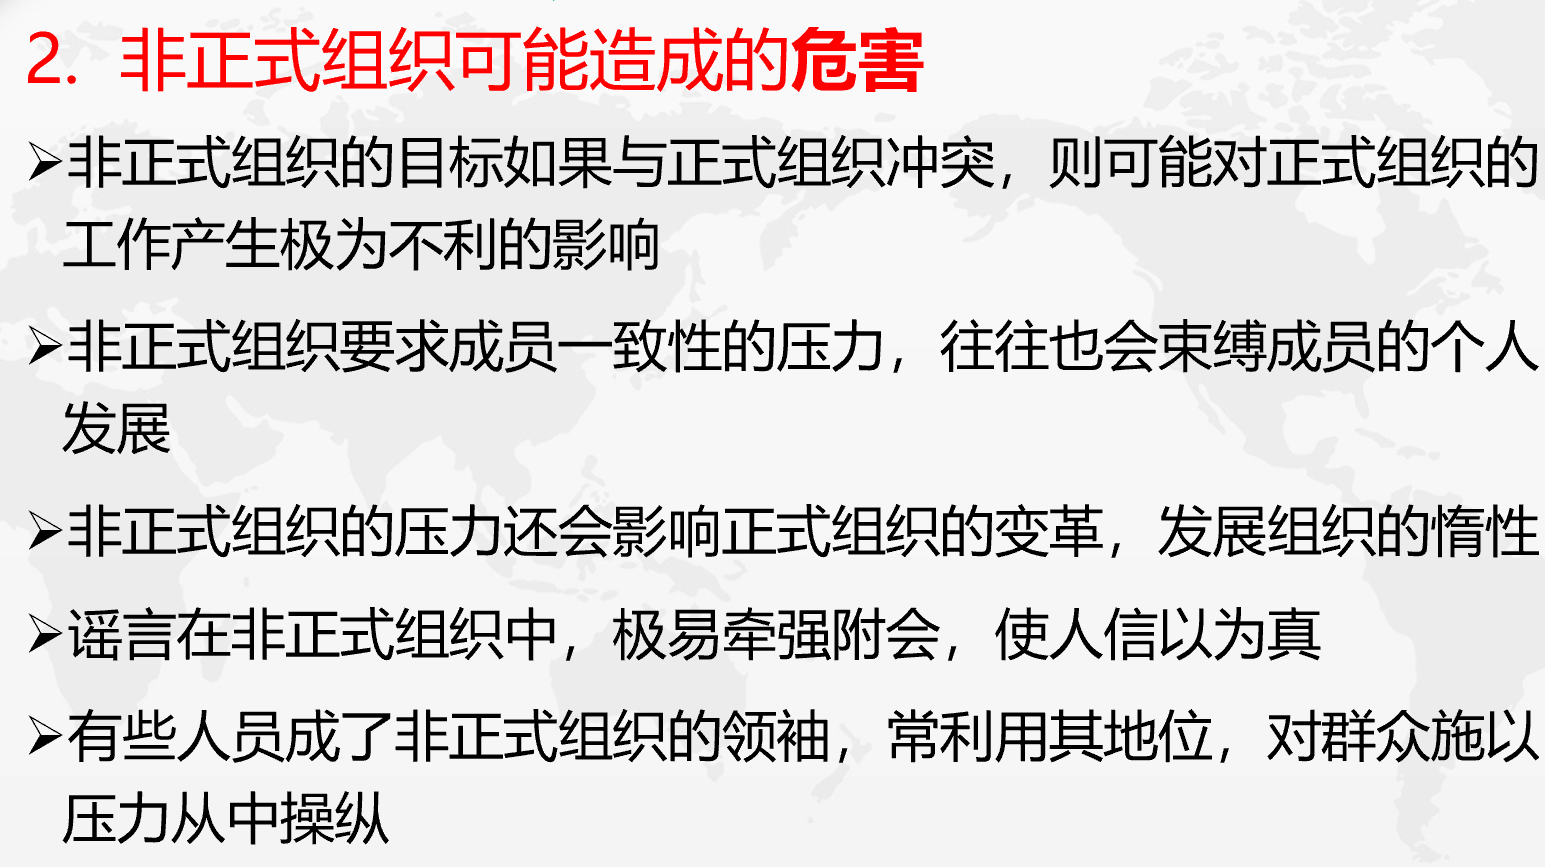 2. 非正式组织可能造成的危害
➢非正式组织的目标如果与正式组织冲突，则可能对正式组织的
工作产生极为不利的影响
➢非正式组织要求成员一致性的压力，往往也会束缚成员的个人
发展
➢非正式组织的压力还会影响正式组织的变革，发展组织的惰性
➢谣言在非正式组织中，极易牵强附会，使人信以为真
➢有些人员成了非正式组织的领袖，常利用其地位，对群众施以
压力从中操纵